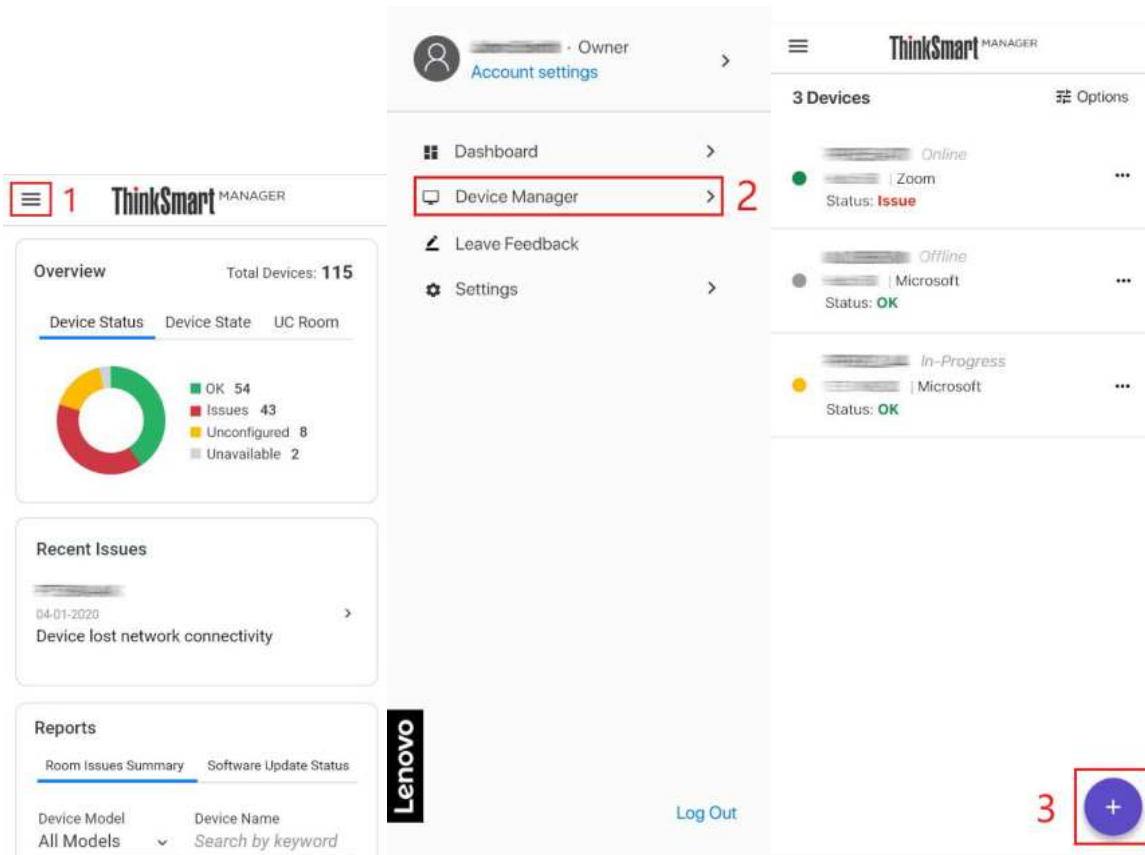 1
ThinkSmart MANAGER
Overview
Total Devices: 115
Device Status
Device State
UC Room
OK 54
Issues 43
Unconfigured 8
Unavailable 2
Recent Issues
04-01-2020
Device lost network connectivity
Reports
Room Issues Summary
Software Update Status
Device Model
Device Name
All Models
Search by keyword
· Owner
Account settings
Dashboard
Device Manager
2
Leave Feedback
Settings
Lenovo
Log Out
ThinkSmart MANAGER
3 Devices
Options
Online
| Zoom
Status: Issue
Offline
| Microsoft
Status: OK
In-Progress
| Microsoft
Status: OK
3
+